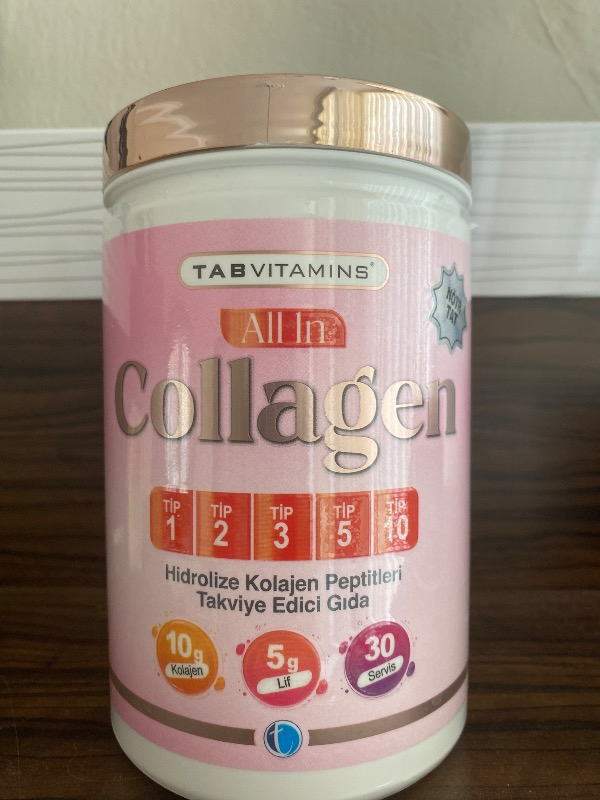 TABVITAMINS®
NÖTR
TAT
All In
Collagen
TİP
1
TİP
2
TİP
3
TİP
5
TİP
10
Hidrolize Kolajen Peptitleri
Takviye Edici Gıda
10g
Kolajen
5g
Lif
30
Servis